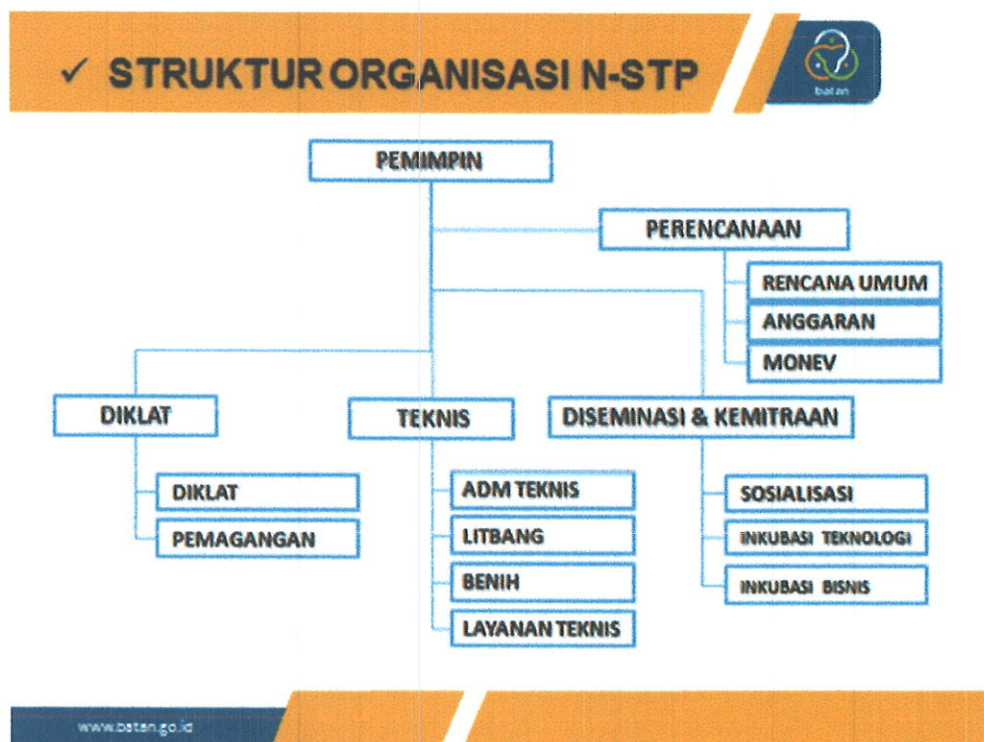 ✓ STRUKTUR ORGANISASI N-STP
batan
PEMIMPIN
PERENCANAAN
RENCANA UMUM
ANGGARAN
MONEV
DIKLAT
TEKNIS
DISEMINASI & KEMITRAAN
DIKLAT
PEMAGANGAN
ADM TEKNIS
LITBANG
BENIH
LAYANAN TEKNIS
SOSIALISASI
INKUBASI TEKNOLOGI
INKUBASI BISNIS
www.batan.go.id